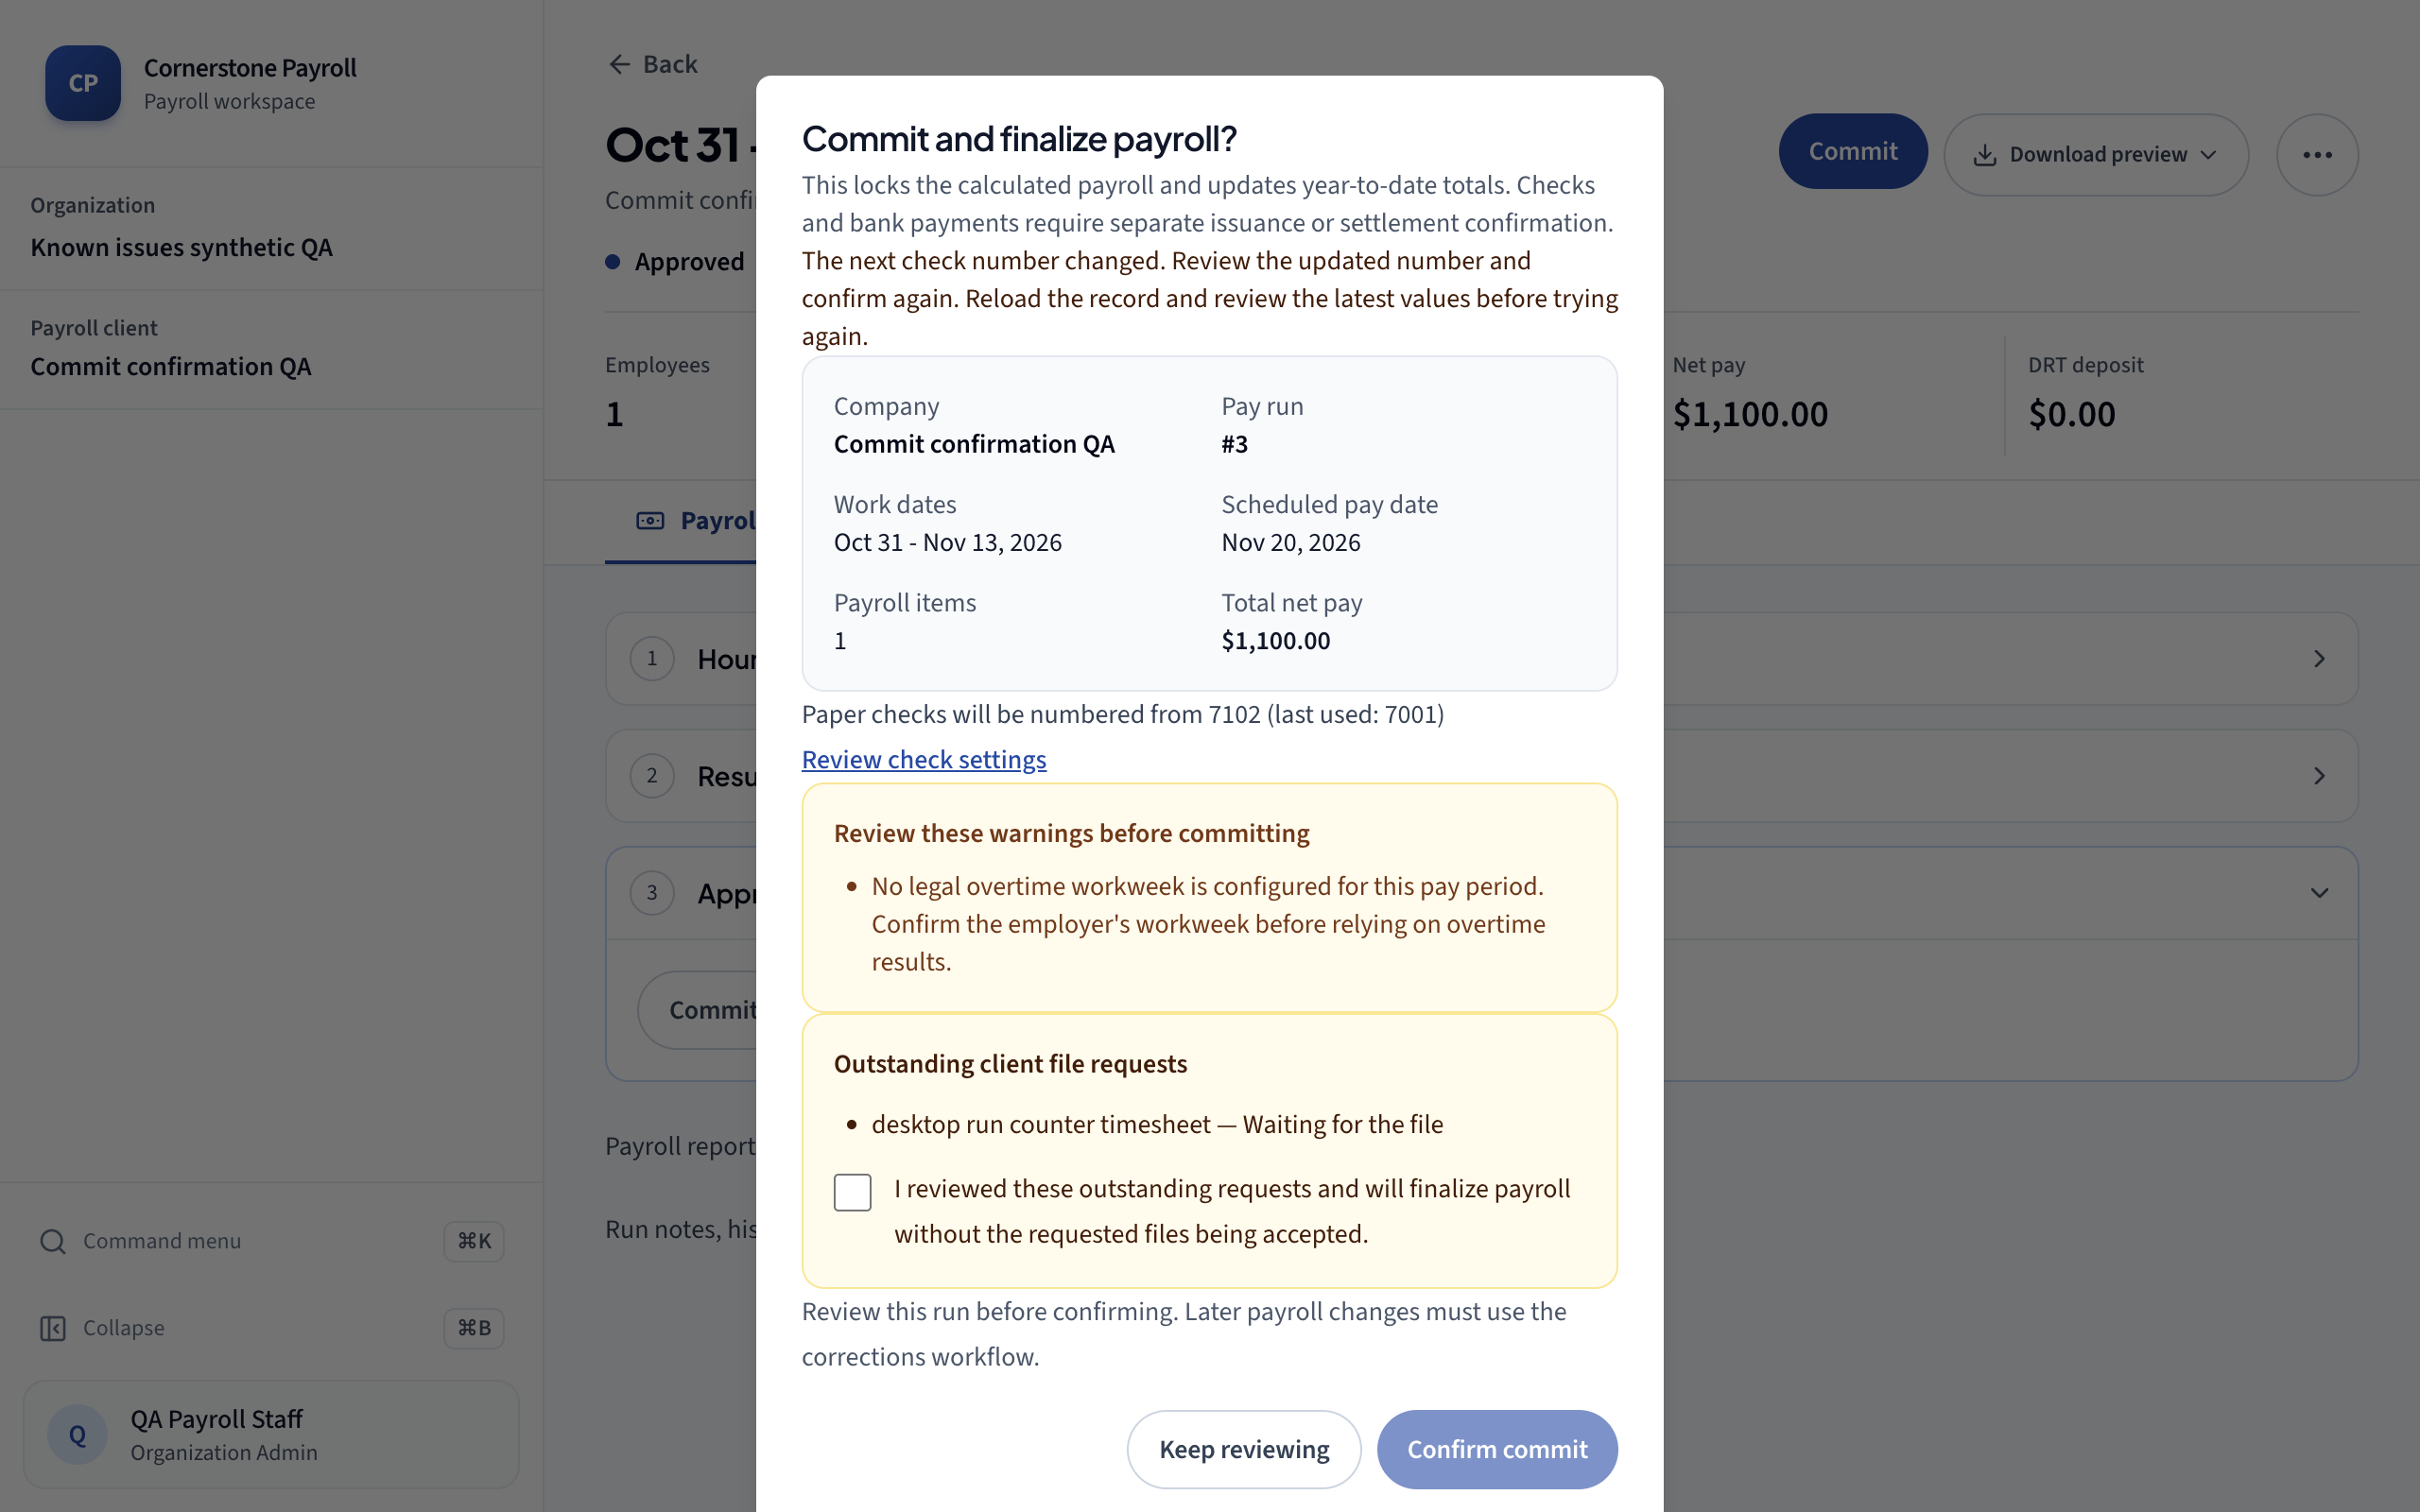 CP
Cornerstone Payroll
Payroll workspace
Organization
Known issues synthetic QA
Payroll client
Commit confirmation QA
Command menu
⌘K
Collapse
⌘B
Q
QA Payroll Staff
Organization Admin
← Back
Oct 31 -
Commit
Download preview
Approved
Employees
1
Net pay
$1,100.00
DRT deposit
$0.00
1
2
3
Commit
Payroll report
Run notes,
Commit and finalize payroll?
This locks the calculated payroll and updates year-to-date totals. Checks
and bank payments require separate issuance or settlement confirmation.
The next check number changed. Review the updated number and
confirm again. Reload the record and review the latest values before trying
again.
Company
Commit confirmation QA
Pay run
#3
Work dates
Oct 31 - Nov 13, 2026
Scheduled pay date
Nov 20, 2026
Payroll items
1
Total net pay
$1,100.00
Paper checks will be numbered from 7102 (last used: 7001)
Review check settings
Review these warnings before committing
• No legal overtime workweek is configured for this pay period.
Confirm the employer's workweek before relying on overtime
results.
Outstanding client file requests
• desktop run counter timesheet — Waiting for the file
I reviewed these outstanding requests and will finalize payroll
without the requested files being accepted.
Review this run before confirming. Later payroll changes must use the
corrections workflow.
Keep reviewing
Confirm commit